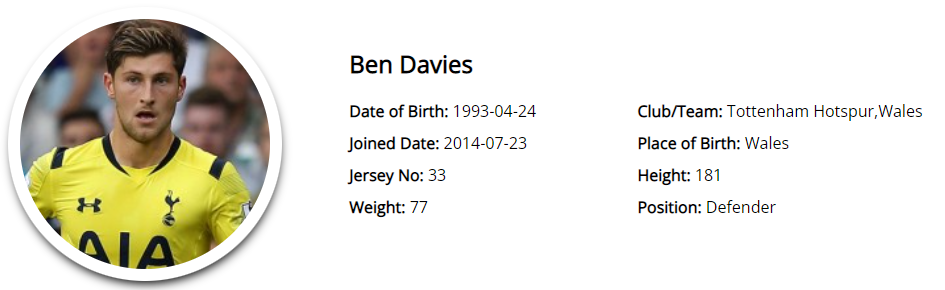 Ben Davies
Date of Birth: 1993-04-24
Club/Team: Tottenham Hotspur,Wales
Joined Date: 2014-07-23
Place of Birth: Wales
Jersey No: 33
Height: 181
Weight: 77
Position: Defender
AIA